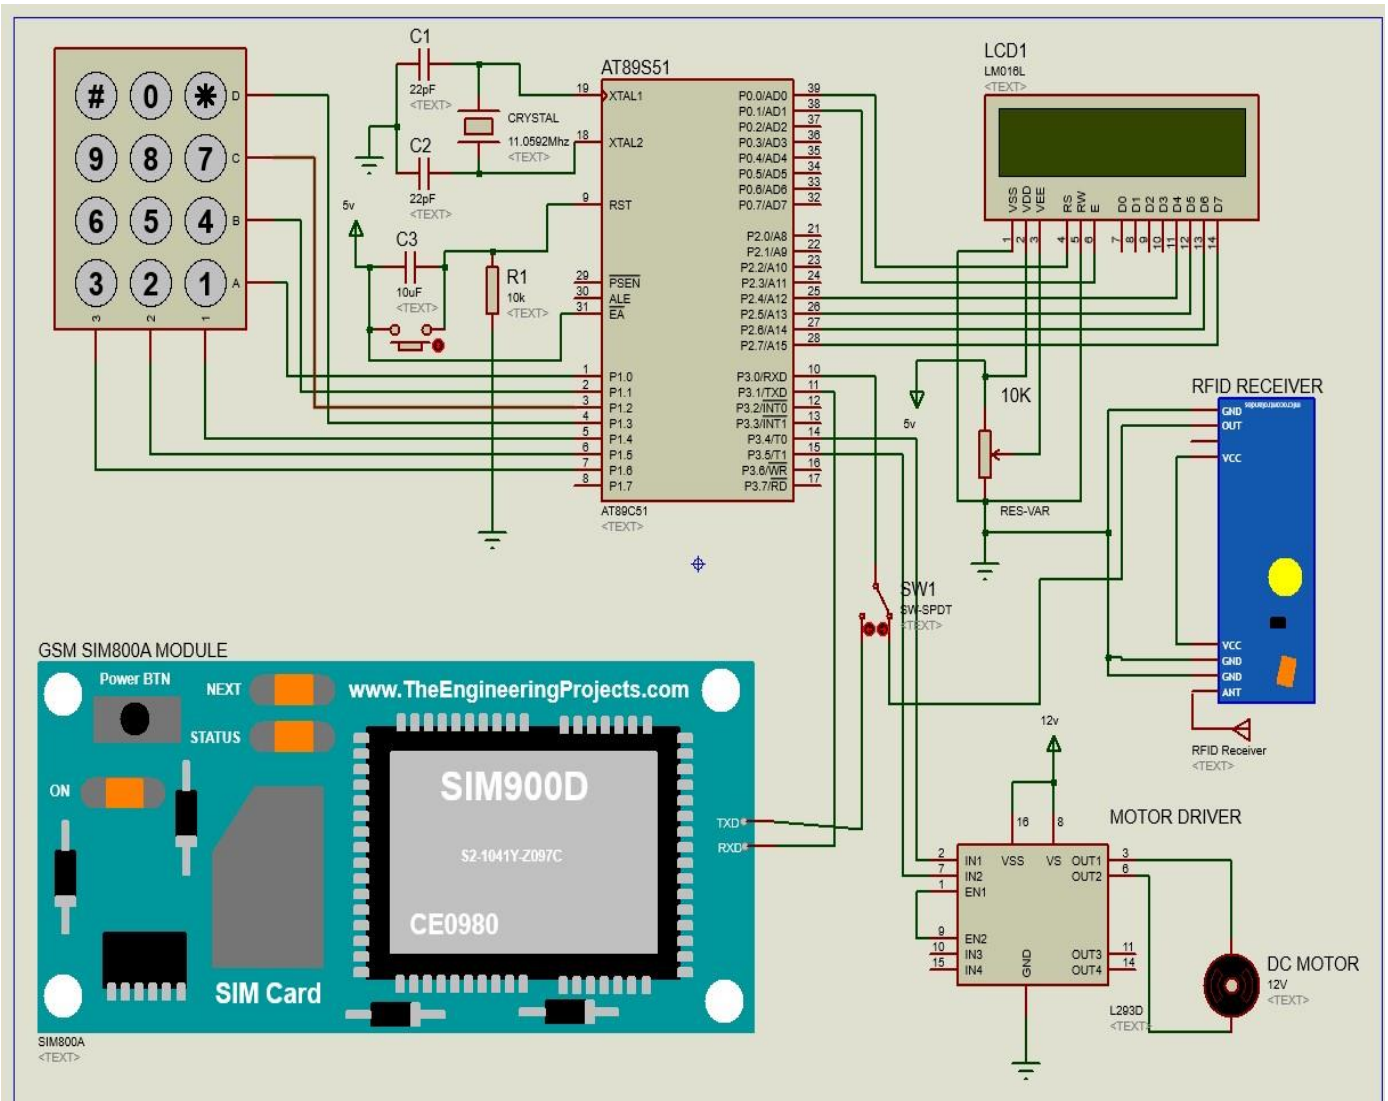 # 0 * D
9 8 7 C
6 5 4 B
3 2 1 A
3 2 1
C1
22pF
<TEXT>
C2
22pF
<TEXT>
CRYSTAL
11.0592Mhz
<TEXT>
5v
C3
10uF
<TEXT>
R1
10k
<TEXT>
AT89S51
19 XTAL1
18 XTAL2
9 RST
29 PSEN
30 ALE
31 EA
1 P1.0
2 P1.1
3 P1.2
4 P1.3
5 P1.4
6 P1.5
7 P1.6
8 P1.7
P0.0/AD0 39
P0.1/AD1 38
P0.2/AD2 37
P0.3/AD3 36
P0.4/AD4 35
P0.5/AD5 34
P0.6/AD6 33
P0.7/AD7 32
P2.0/A8 21
P2.1/A9 22
P2.2/A10 23
P2.3/A11 24
P2.4/A12 25
P2.5/A13 26
P2.6/A14 27
P2.7/A15 28
P3.0/RXD 10
P3.1/TXD 11
P3.2/INT0 12
P3.3/INT1 13
P3.4/T0 14
P3.5/T1 15
P3.6/WR 16
P3.7/RD 17
AT89C51
<TEXT>
LCD1
LM016L
<TEXT>
VSS VDD VEE RS RW E D0 D1 D2 D3 D4 D5 D6 D7
1 2 3 4 5 6 7 8 9 10 11 12 13 14
5v
10K
RES-VAR
RFID RECEIVER
microcontrolandos
GND
OUT
VCC
VCC
GND
GND
ANT
RFID Receiver
<TEXT>
SW1
SW-SPDT
<TEXT>
GSM SIM800A MODULE
Power BTN
NEXT
www.TheEngineeringProjects.com
STATUS
ON
SIM900D
S2-1041Y-Z097C
CE0980
SIM Card
TXD
RXD
SIM800A
<TEXT>
12v
MOTOR DRIVER
16 8
VSS VS
2 IN1
7 IN2
1 EN1
9 EN2
10 IN3
15 IN4
GND
OUT1 3
OUT2 6
OUT3 11
OUT4 14
L293D
<TEXT>
DC MOTOR
12V
<TEXT>